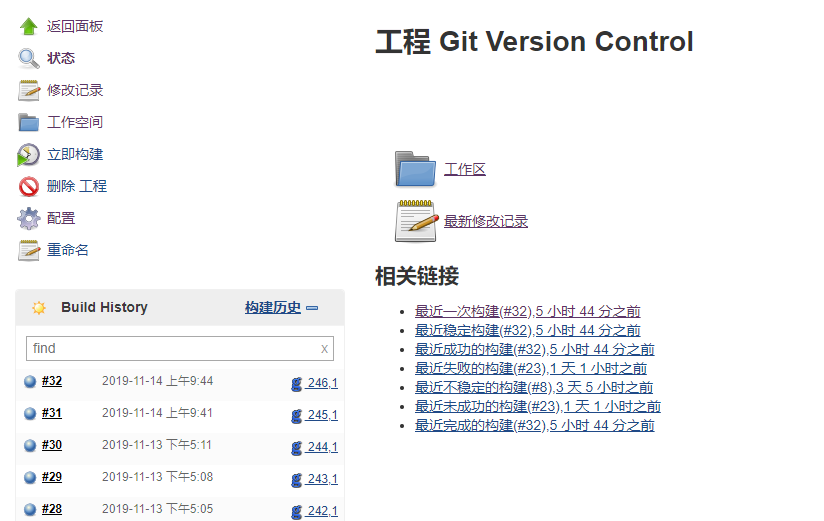 返回面板
状态
修改记录
工作空间
立即构建
删除 工程
配置
重命名
Build History 构建历史
find x
#32 2019-11-14 上午9:44 246,1
#31 2019-11-14 上午9:41 245,1
#30 2019-11-13 下午5:11 244,1
#29 2019-11-13 下午5:08 243,1
#28 2019-11-13 下午5:05 242,1
工程 Git Version Control
工作区
最新修改记录
相关链接
最近一次构建(#32),5 小时 44 分之前
最近稳定构建(#32),5 小时 44 分之前
最近成功的构建(#32),5 小时 44 分之前
最近失败的构建(#23),1 天 1 小时之前
最近不稳定的构建(#8),3 天 5 小时之前
最近未成功的构建(#23),1 天 1 小时之前
最近完成的构建(#32),5 小时 44 分之前